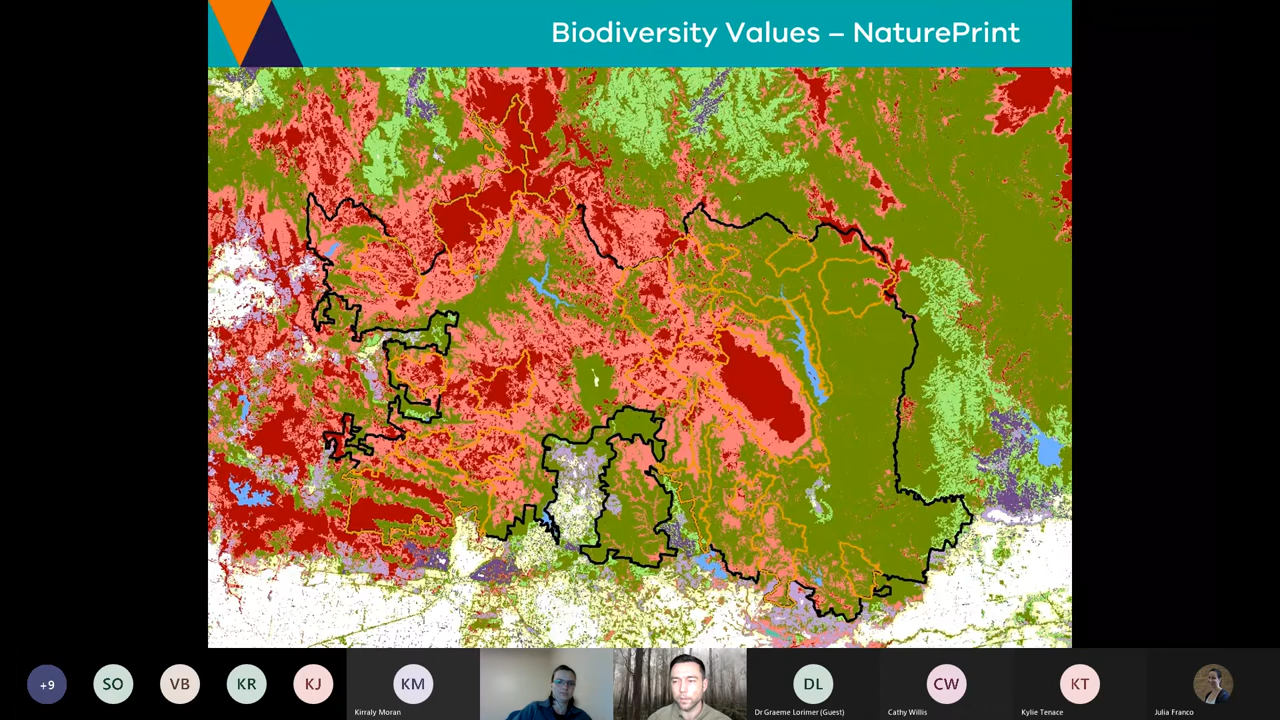 Biodiversity Values – NaturePrint
+9
SO
VB
KR
KJ
KM
DL
CW
KT
Kirraly Moran
Dr Graeme Lorimer (Guest)
Cathy Willis
Kylie Tenace
Julia Franco